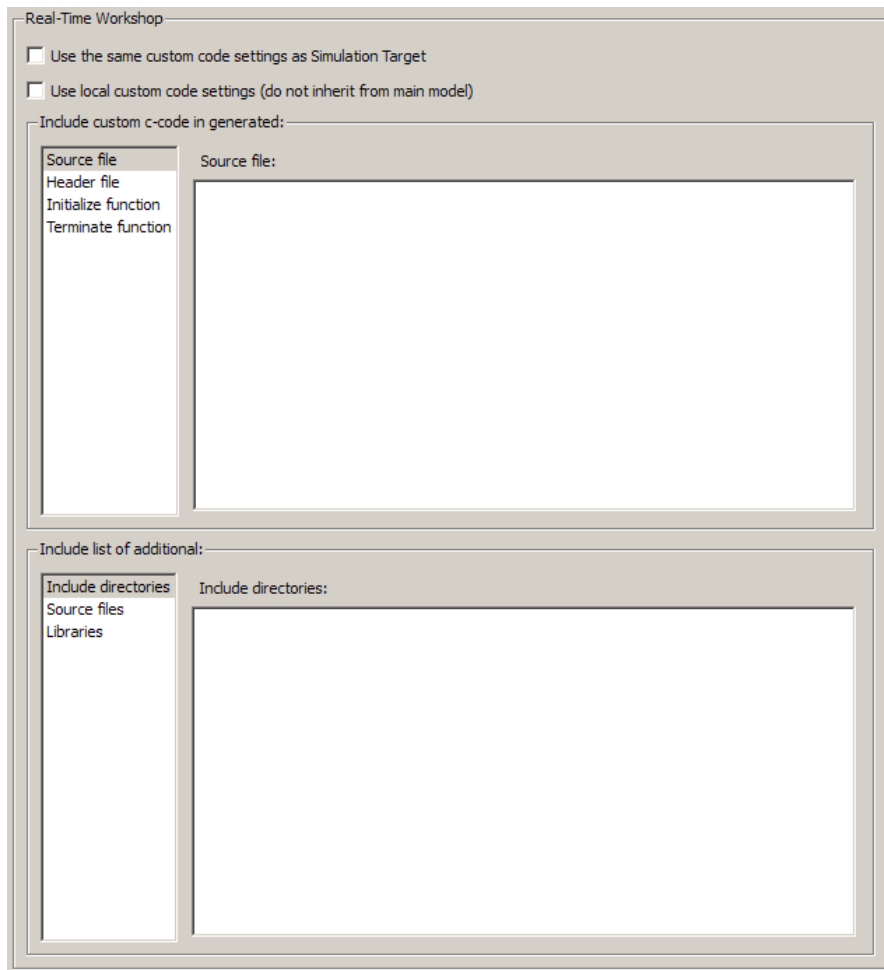 Real-Time Workshop
Use the same custom code settings as Simulation Target
Use local custom code settings (do not inherit from main model)
Include custom c-code in generated:
Source file
Header file
Initialize function
Terminate function
Source file:
Include list of additional:
Include directories
Source files
Libraries
Include directories: